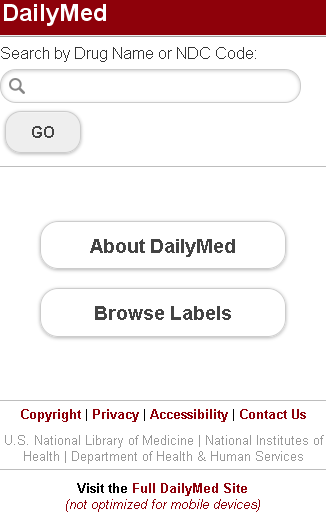 DailyMed
Search by Drug Name or NDC Code:
GO
About DailyMed
Browse Labels
Copyright | Privacy | Accessibility | Contact Us
U.S. National Library of Medicine | National Institutes of
Health | Department of Health & Human Services
Visit the Full DailyMed Site
(not optimized for mobile devices)